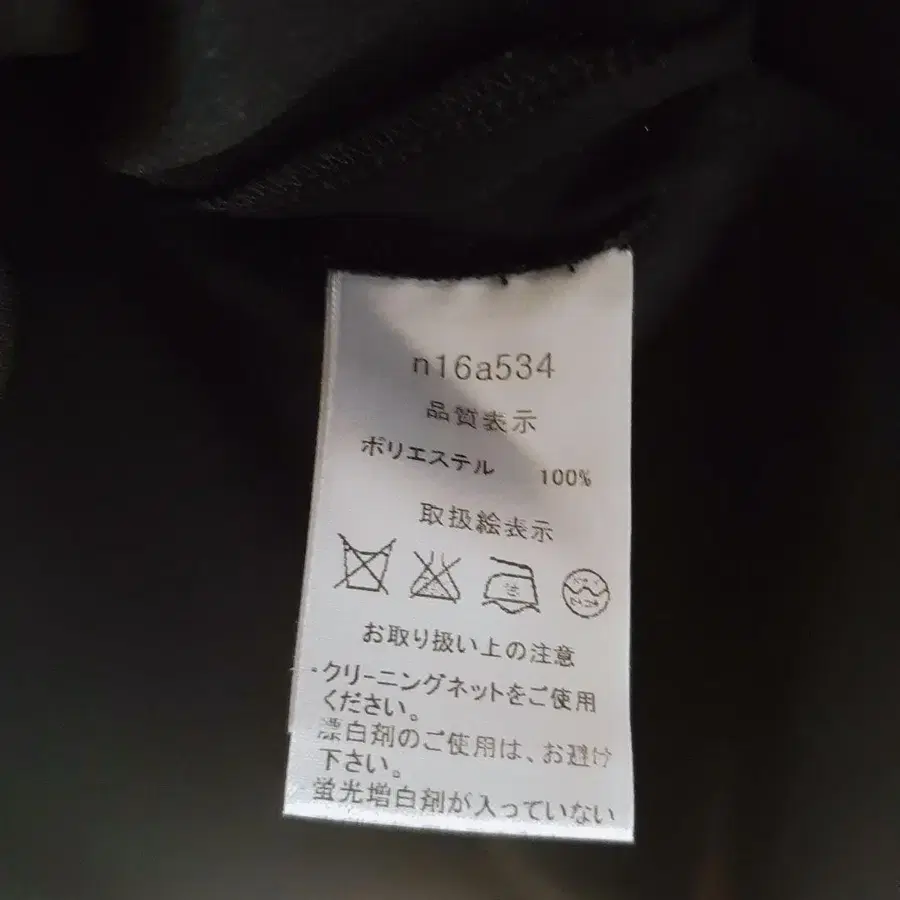 n16a534
品質表示
ポリエステル 100%
取扱絵表示
お取り扱い上の注意
・クリーニングネットをご使用
ください。
漂白剤のご使用は、お避け
下さい。
蛍光増白剤が入っていない